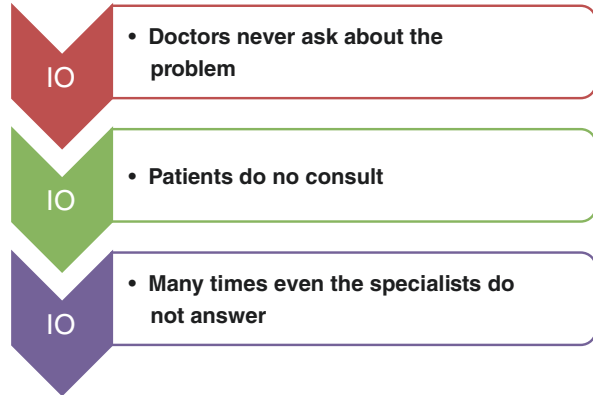 IO
• Doctors never ask about the
problem
IO
• Patients do no consult
IO
• Many times even the specialists do
not answer